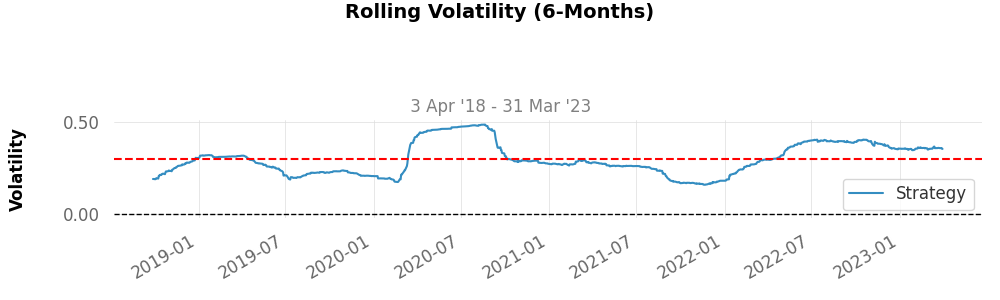 Rolling Volatility (6-Months)
3 Apr '18 - 31 Mar '23
Volatility
0.50
0.00
Strategy
2019-01
2019-07
2020-01
2020-07
2021-01
2021-07
2022-01
2022-07
2023-01